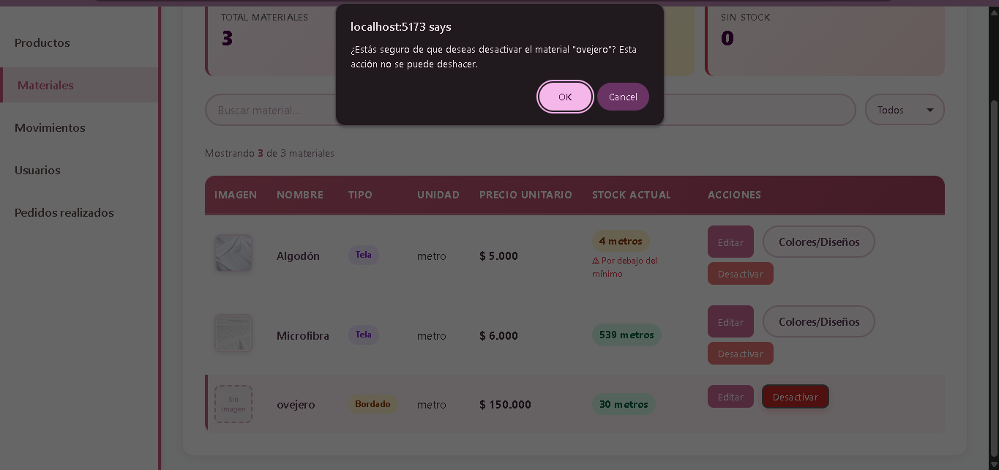 TOTAL MATERIALES
3
SIN STOCK
0
localhost:5173 says
¿Estás seguro de que deseas desactivar el material "ovejero"? Esta
acción no se puede deshacer.
OK
Cancel
Productos
Materiales
Movimientos
Usuarios
Pedidos realizados
Buscar material...
Todos
Mostrando 3 de 3 materiales
IMAGEN NOMBRE TIPO UNIDAD PRECIO UNITARIO STOCK ACTUAL ACCIONES
Algodón Tela metro $ 5.000 4 metros Editar Colores/Diseños
⚠ Por debajo del
mínimo
Desactivar
Microfibra Tela metro $ 6.000 539 metros Editar Colores/Diseños
Desactivar
Sin
imagen
ovejero Bordado metro $ 150.000 30 metros Editar Desactivar